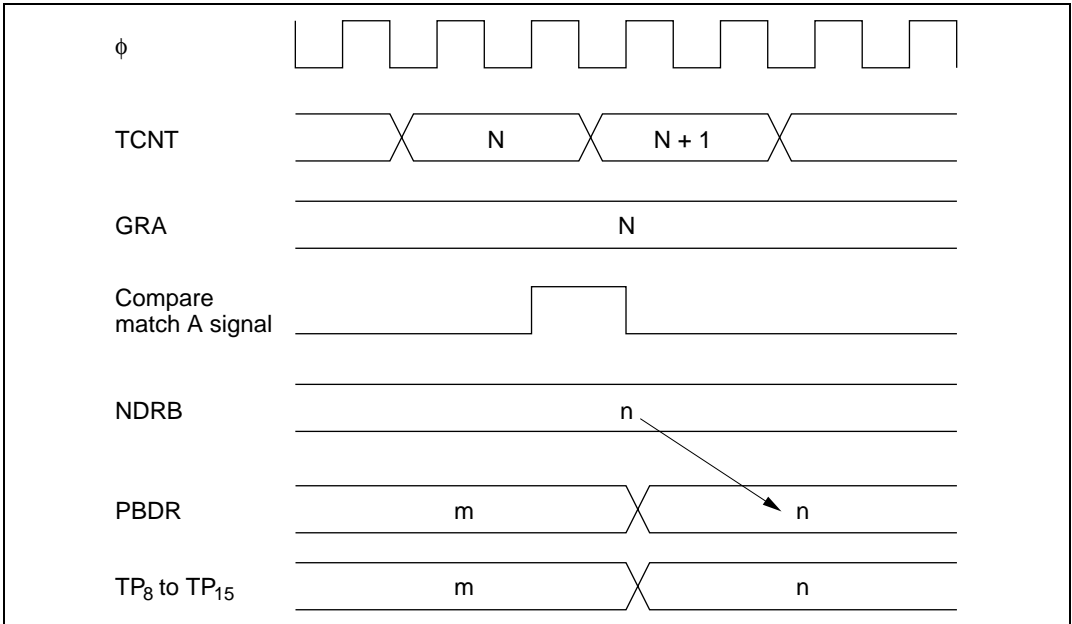 ϕ
TCNT
N
N + 1
GRA
N
Compare
match A signal
NDRB
n
PBDR
m
n
TP8 to TP15
m
n